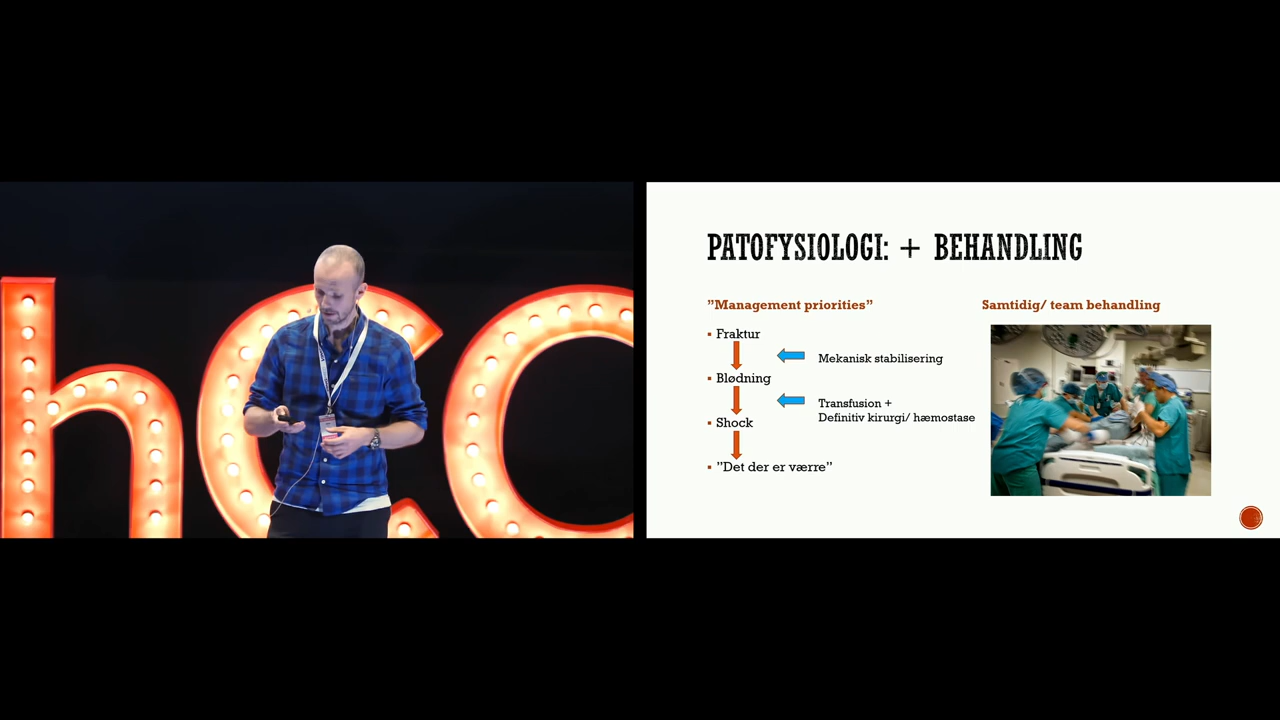 hCC
PATOFYSIOLOGI: + BEHANDLING
"Management priorities"
Samtidig/ team behandling
▪ Fraktur
Mekanisk stabilisering
▪ Blødning
Transfusion +
Definitiv kirurgi/ hæmostase
▪ Shock
▪ "Det der er værre"